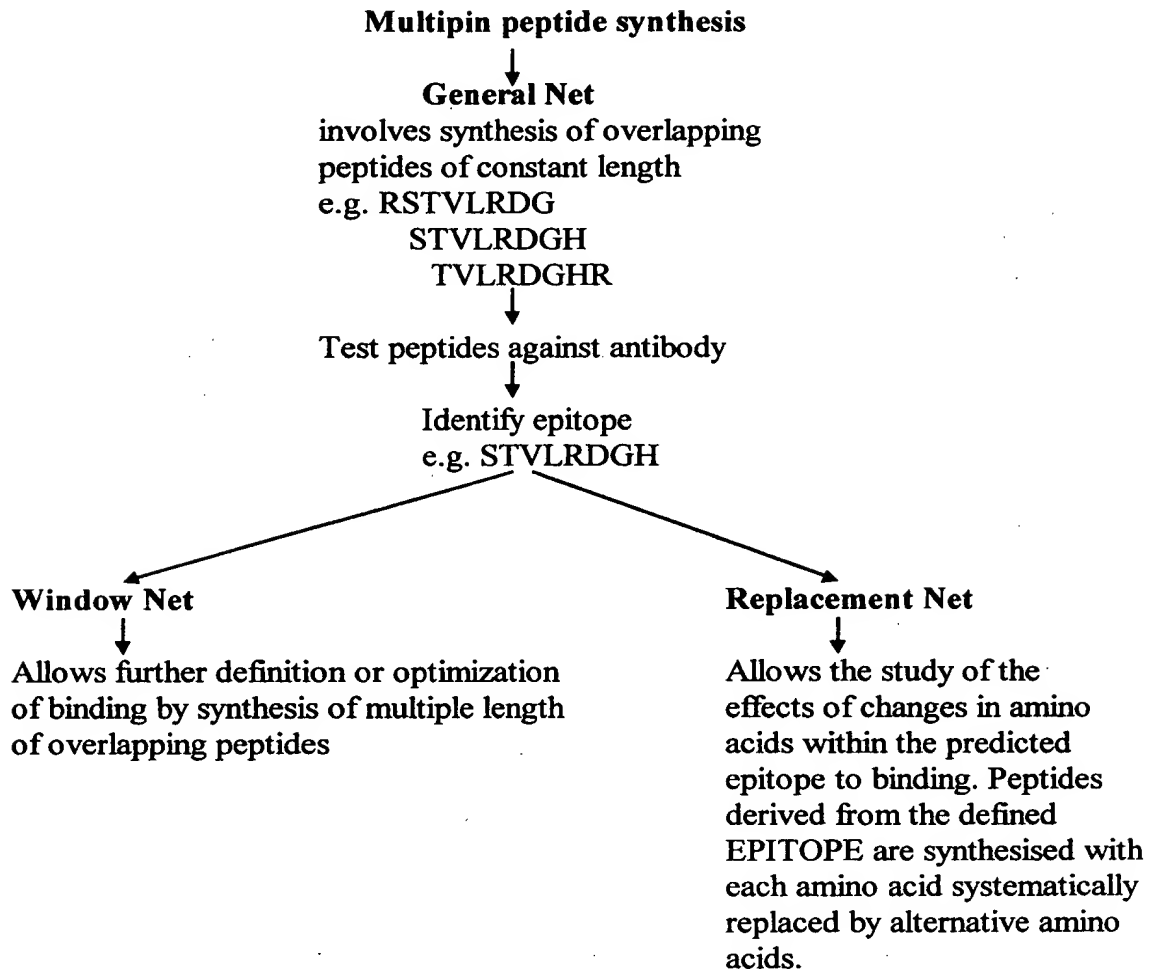 Multipin peptide synthesis
General Net
involves synthesis of overlapping
peptides of constant length
e.g. RSTVLRDG
STVLRDGH
TVLRDGHR
Test peptides against antibody
Identify epitope
e.g. STVLRDGH
Window Net
Allows further definition or optimization
of binding by synthesis of multiple length
of overlapping peptides
Replacement Net
Allows the study of the
effects of changes in amino
acids within the predicted
epitope to binding. Peptides
derived from the defined
EPITOPE are synthesised with
each amino acid systematically
replaced by alternative amino
acids.